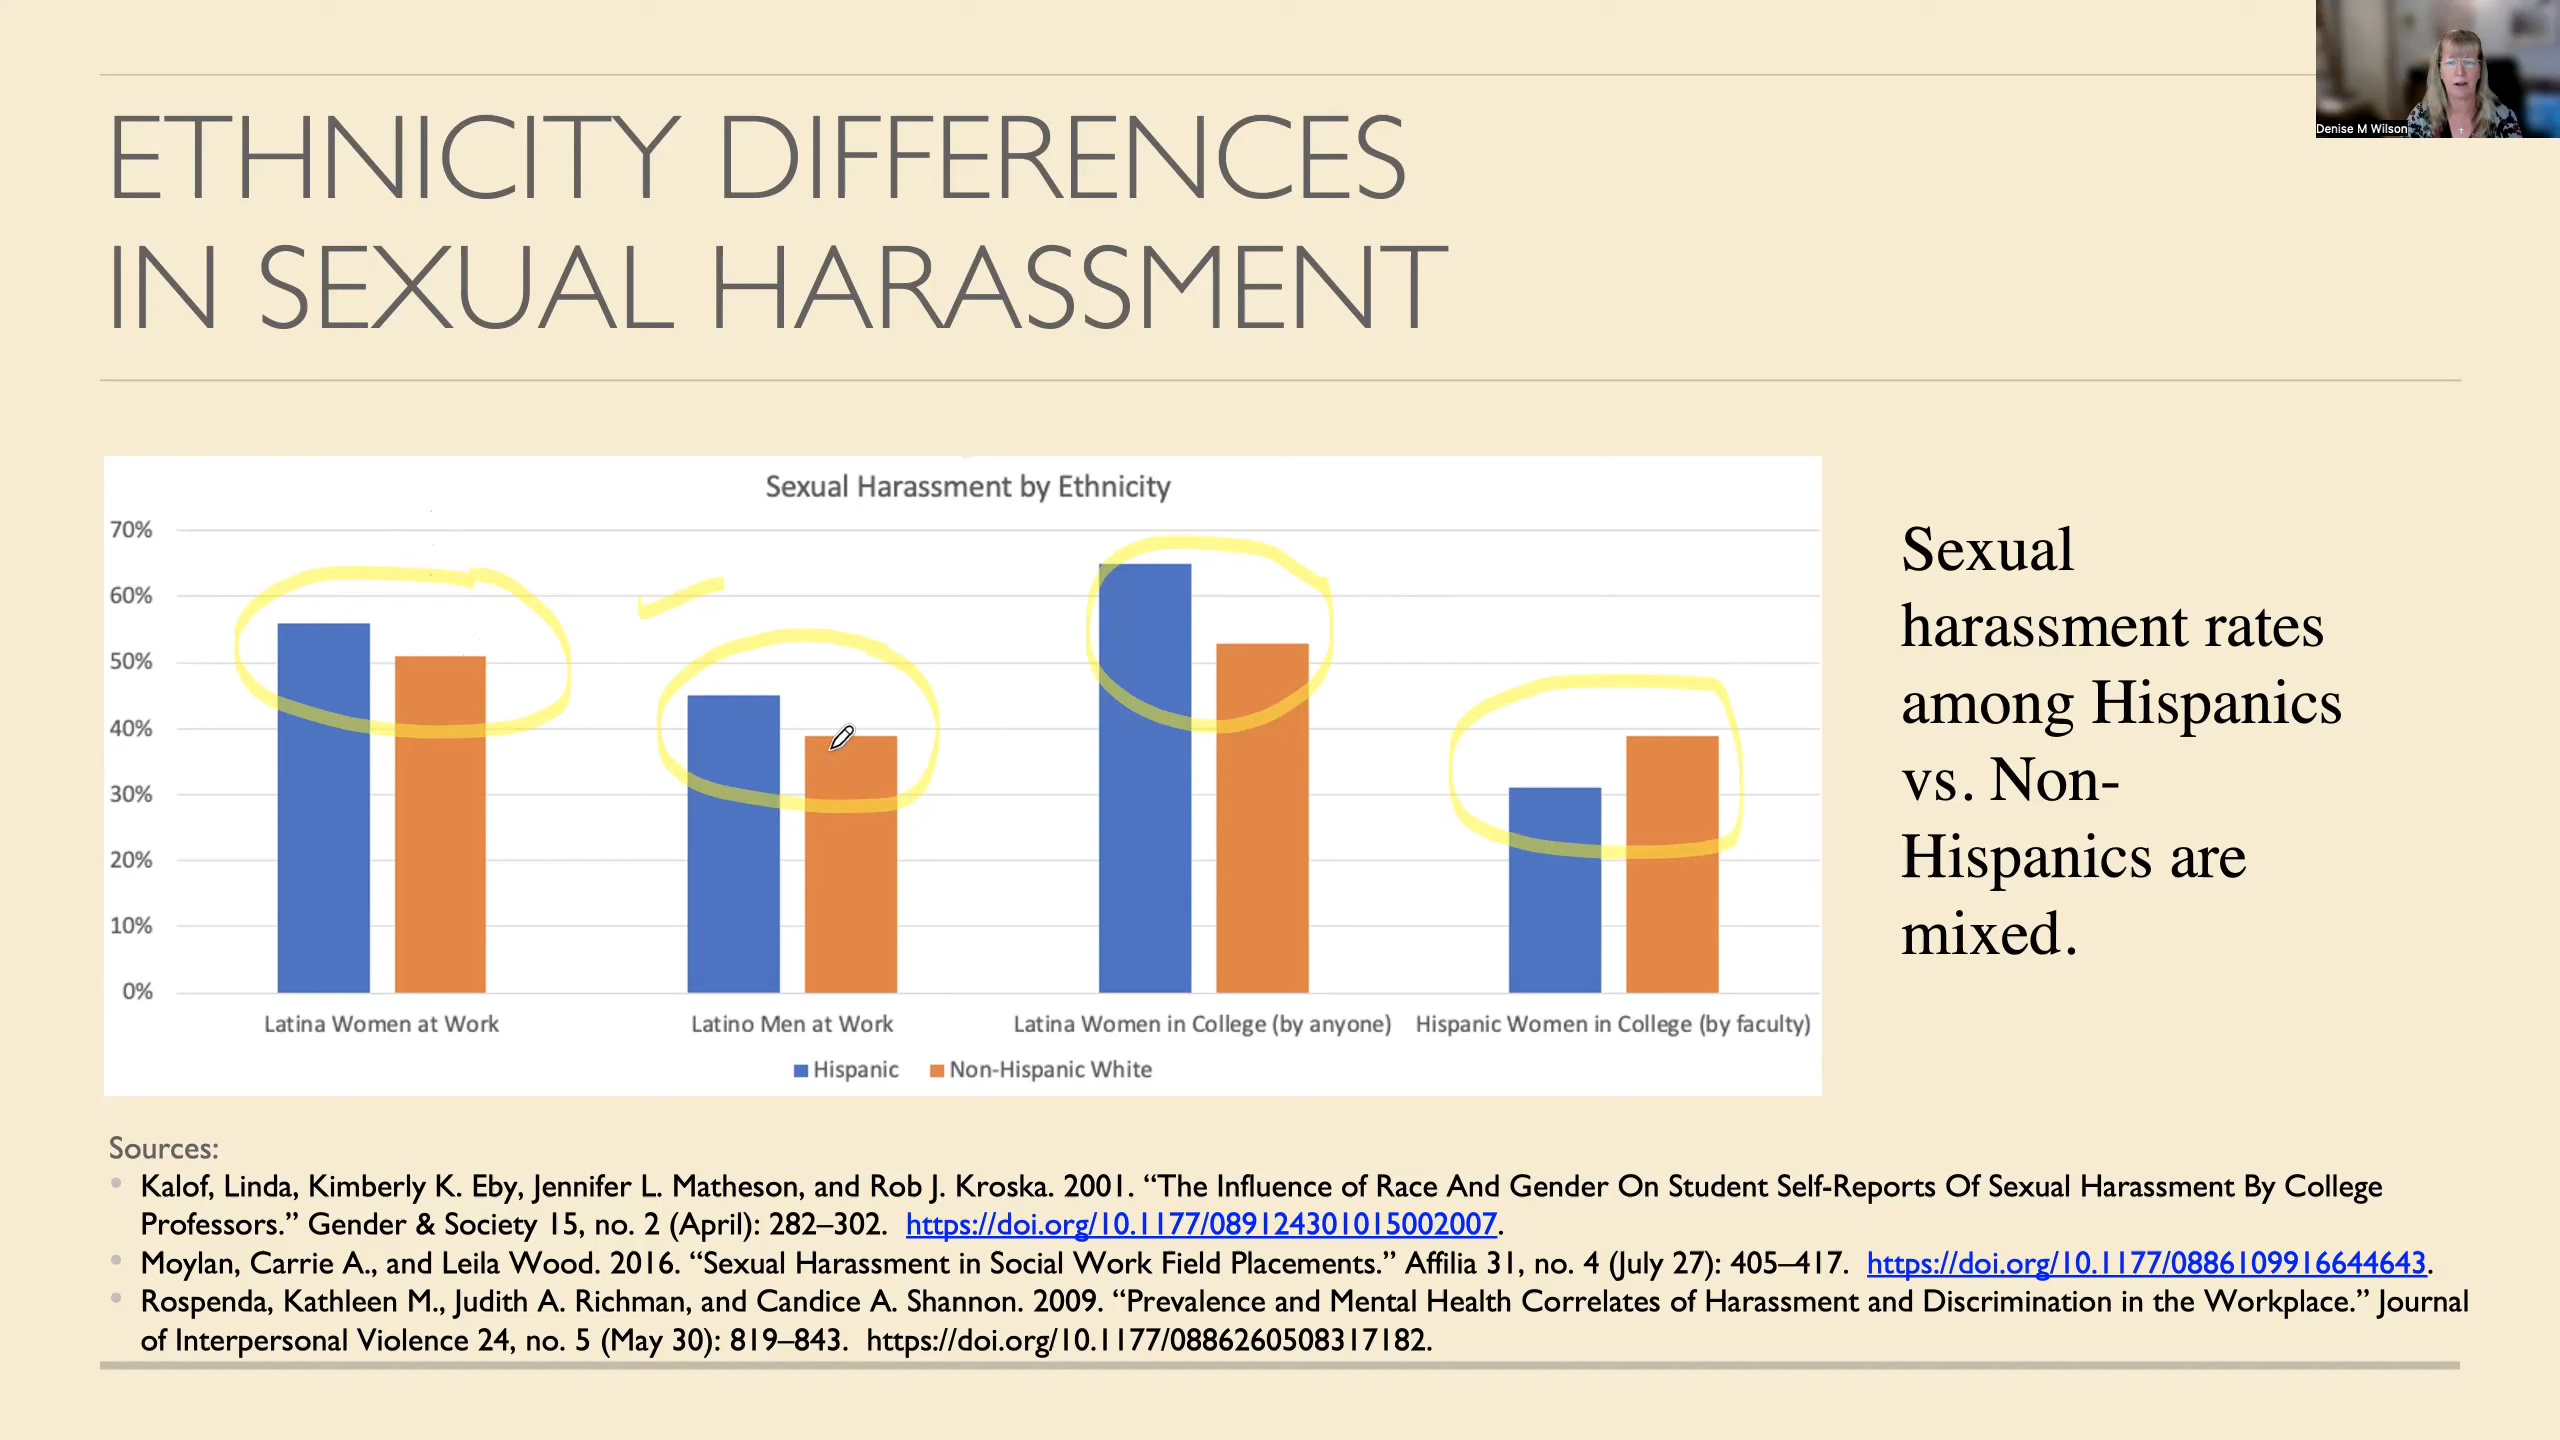 Denise M Wilson
ETHNICITY DIFFERENCES
IN SEXUAL HARASSMENT
Sexual Harassment by Ethnicity
70%
60%
50%
40%
30%
20%
10%
0%
Latina Women at Work Latino Men at Work Latina Women in College (by anyone) Hispanic Women in College (by faculty)
Hispanic Non-Hispanic White
Sexual
harassment rates
among Hispanics
vs. Non-
Hispanics are
mixed.
Sources:
• Kalof, Linda, Kimberly K. Eby, Jennifer L. Matheson, and Rob J. Kroska. 2001. “The Influence of Race And Gender On Student Self-Reports Of Sexual Harassment By College
Professors.” Gender & Society 15, no. 2 (April): 282–302. https://doi.org/10.1177/089124301015002007.
• Moylan, Carrie A., and Leila Wood. 2016. “Sexual Harassment in Social Work Field Placements.” Affilia 31, no. 4 (July 27): 405–417. https://doi.org/10.1177/0886109916644643.
• Rospenda, Kathleen M., Judith A. Richman, and Candice A. Shannon. 2009. “Prevalence and Mental Health Correlates of Harassment and Discrimination in the Workplace.” Journal
of Interpersonal Violence 24, no. 5 (May 30): 819–843. https://doi.org/10.1177/0886260508317182.